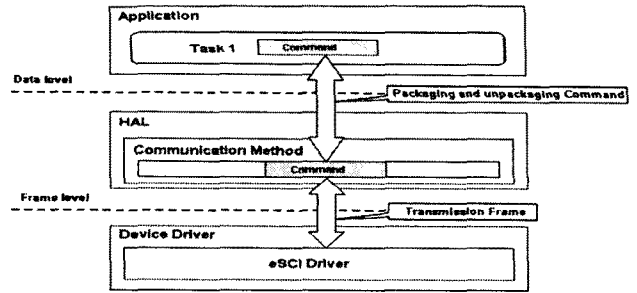 Application
Task 1
Command
Data level
Packaging and unpackaging Command
HAL
Communication Method
Command
Frame level
Transmission Frame
Device Driver
eSCI Driver